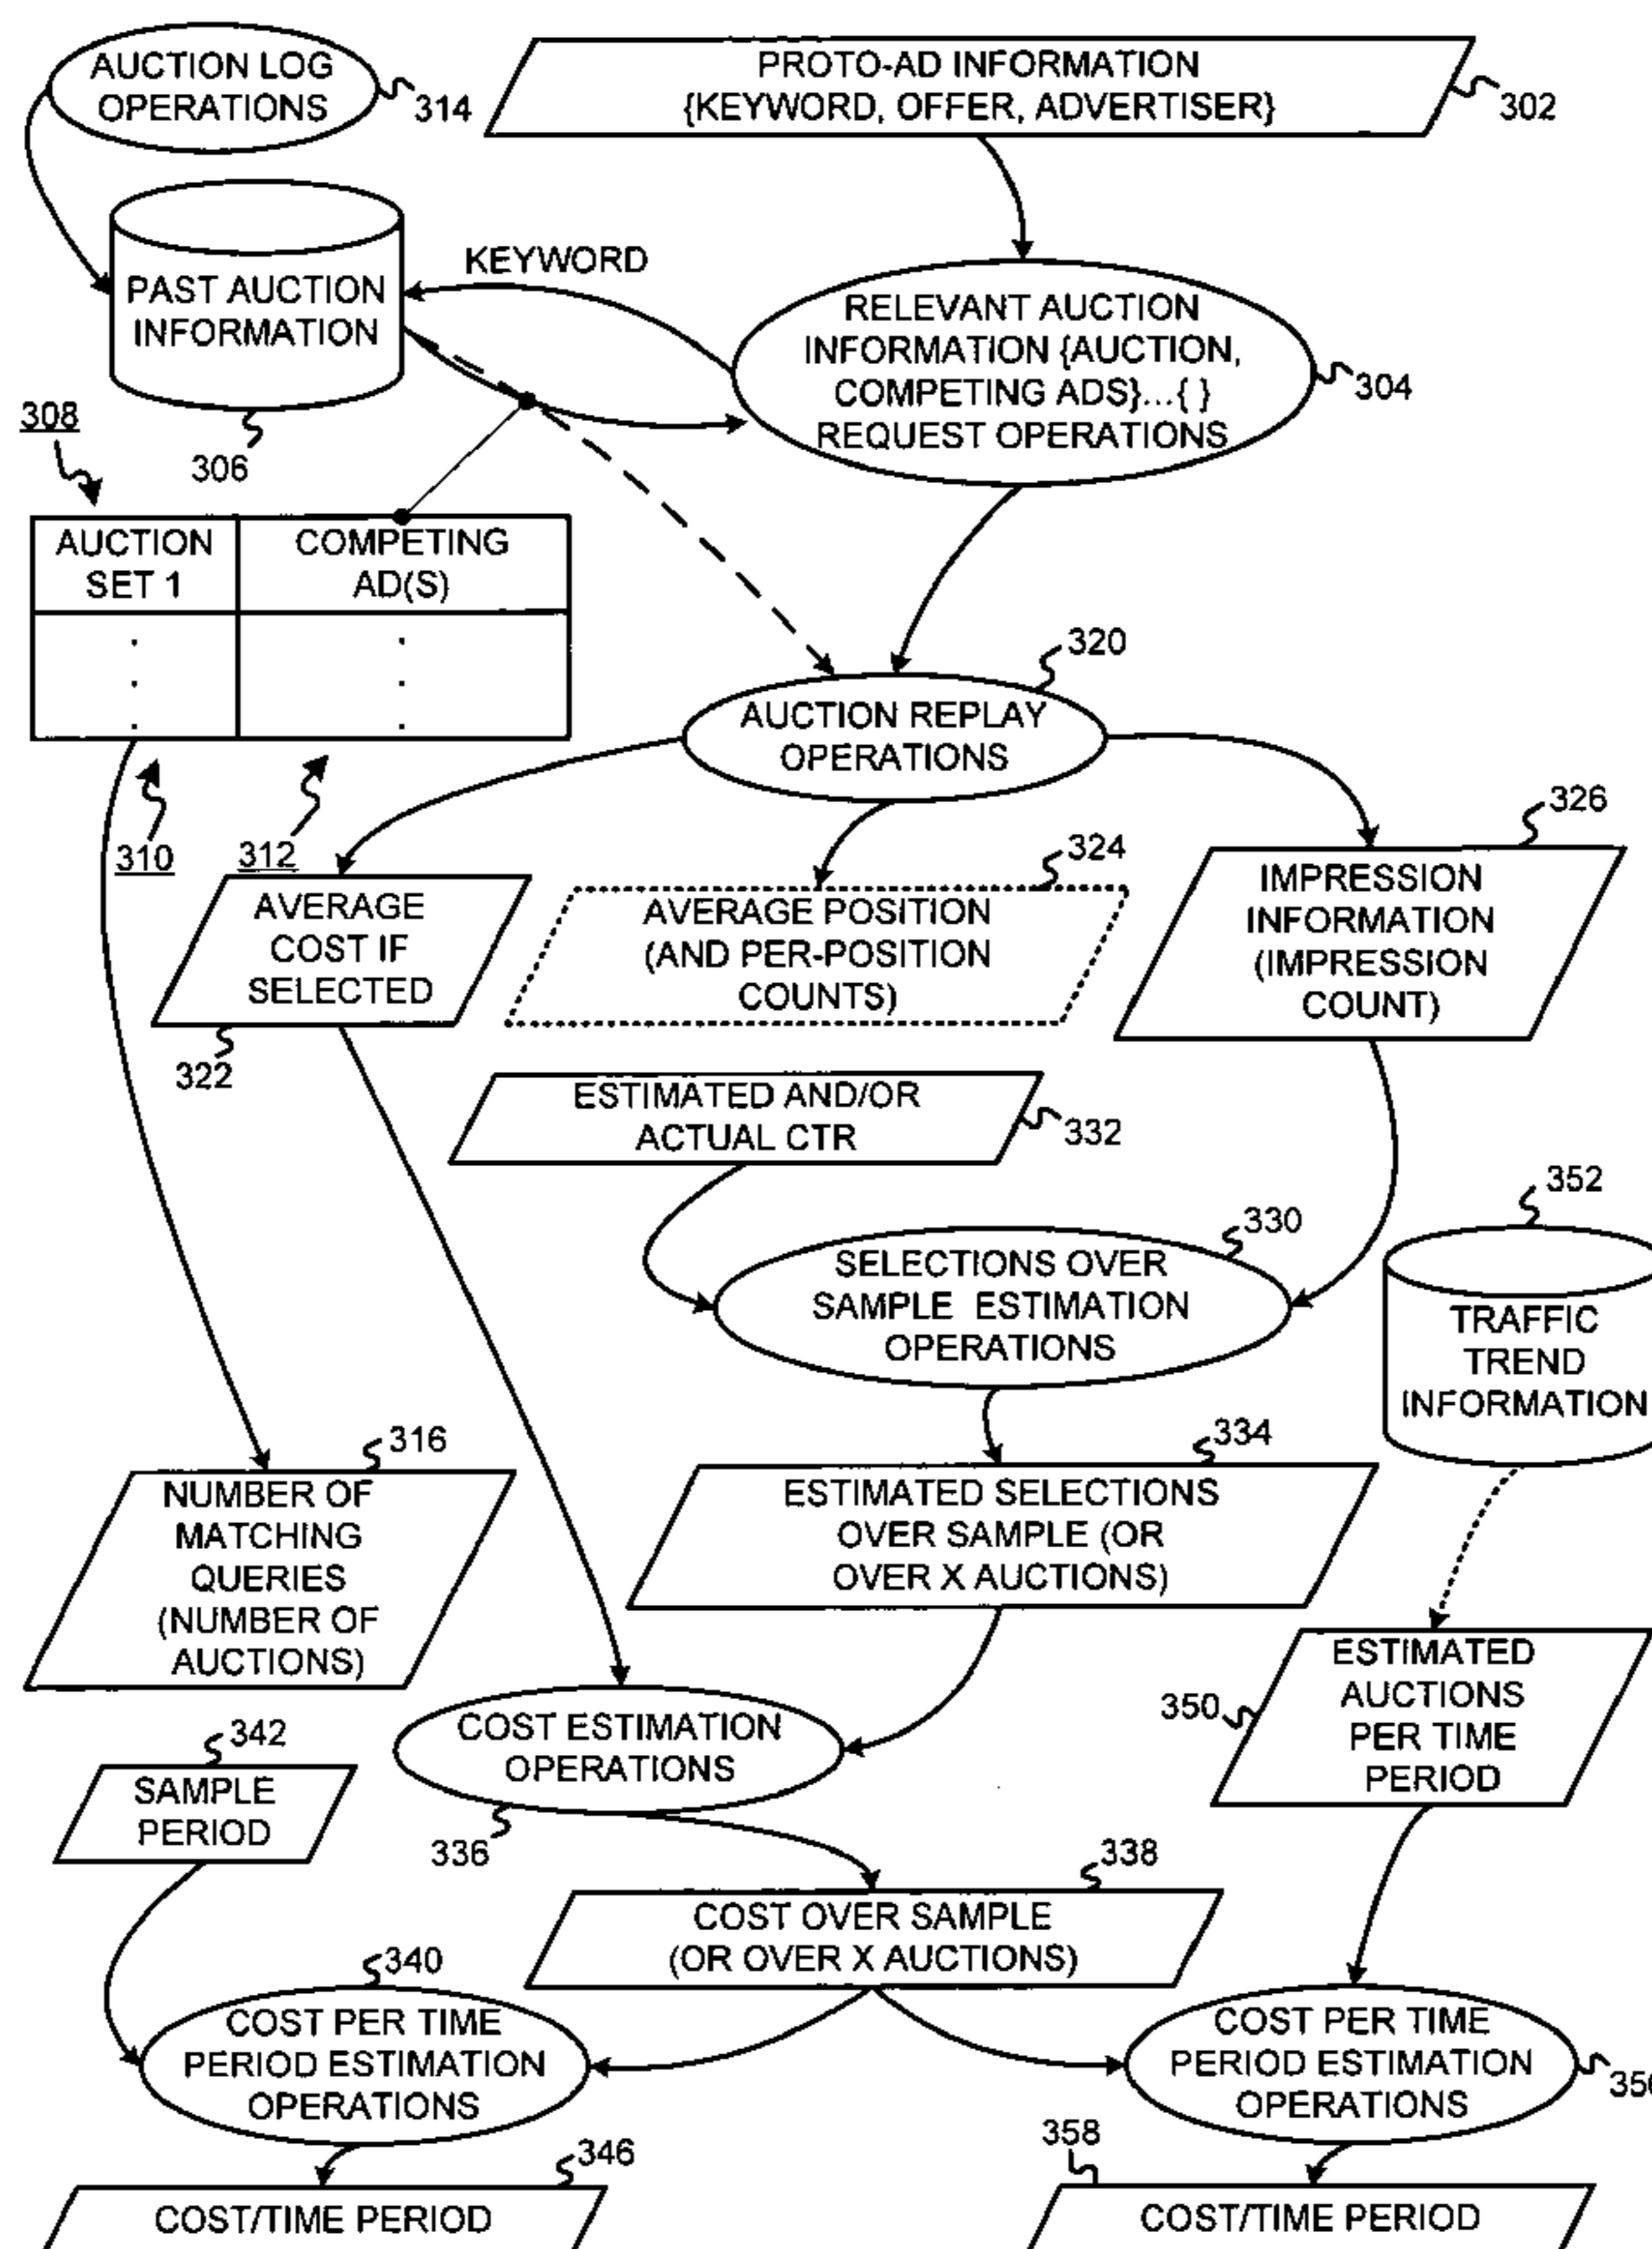 AUCTION LOG
OPERATIONS
314
PROTO-AD INFORMATION
{KEYWORD, OFFER, ADVERTISER}
302
PAST AUCTION
INFORMATION
306
KEYWORD
RELEVANT AUCTION
INFORMATION {AUCTION,
COMPETING ADS}...{ }
REQUEST OPERATIONS
304
308
AUCTION
SET 1
COMPETING
AD(S)
310
312
320
AUCTION REPLAY
OPERATIONS
AVERAGE
COST IF
SELECTED
322
324
AVERAGE POSITION
(AND PER-POSITION
COUNTS)
326
IMPRESSION
INFORMATION
(IMPRESSION
COUNT)
ESTIMATED AND/OR
ACTUAL CTR
332
330
SELECTIONS OVER
SAMPLE ESTIMATION
OPERATIONS
352
TRAFFIC
TREND
INFORMATION
316
NUMBER OF
MATCHING
QUERIES
(NUMBER OF
AUCTIONS)
334
ESTIMATED SELECTIONS
OVER SAMPLE (OR
OVER X AUCTIONS)
350
ESTIMATED
AUCTIONS
PER TIME
PERIOD
COST ESTIMATION
OPERATIONS
336
342
SAMPLE
PERIOD
338
COST OVER SAMPLE
(OR OVER X AUCTIONS)
340
COST PER TIME
PERIOD ESTIMATION
OPERATIONS
COST PER TIME
PERIOD ESTIMATION
OPERATIONS
346
COST/TIME PERIOD
358
COST/TIME PERIOD